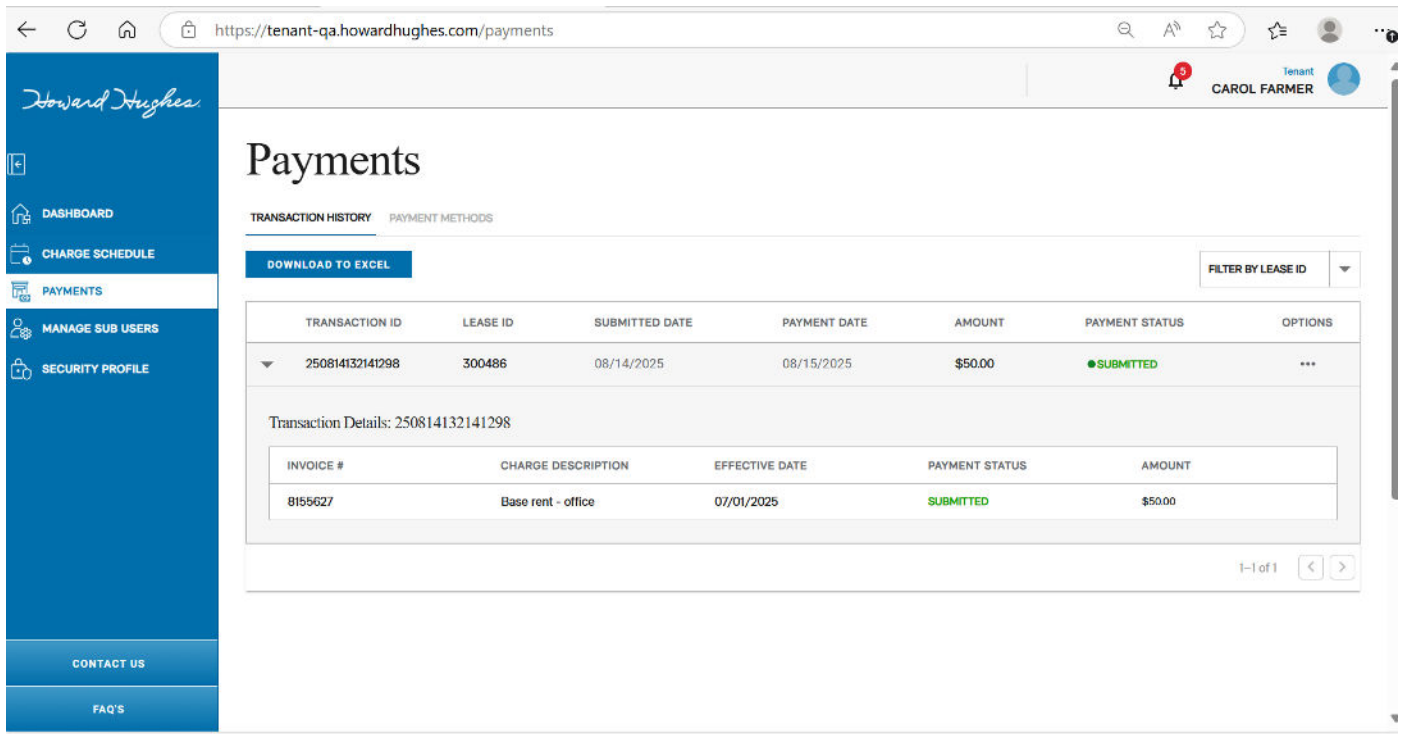 https://tenant-qa.howardhughes.com/payments
Howard Hughes.
5
Tenant
CAROL FARMER
DASHBOARD
CHARGE SCHEDULE
PAYMENTS
MANAGE SUB USERS
SECURITY PROFILE
CONTACT US
FAQ'S
Payments
TRANSACTION HISTORY PAYMENT METHODS
DOWNLOAD TO EXCEL
FILTER BY LEASE ID
TRANSACTION ID LEASE ID SUBMITTED DATE PAYMENT DATE AMOUNT PAYMENT STATUS OPTIONS
250814132141298 300486 08/14/2025 08/15/2025 $50.00 SUBMITTED
Transaction Details: 250814132141298
INVOICE # CHARGE DESCRIPTION EFFECTIVE DATE PAYMENT STATUS AMOUNT
8155627 Base rent - office 07/01/2025 SUBMITTED $50.00
1–1 of 1